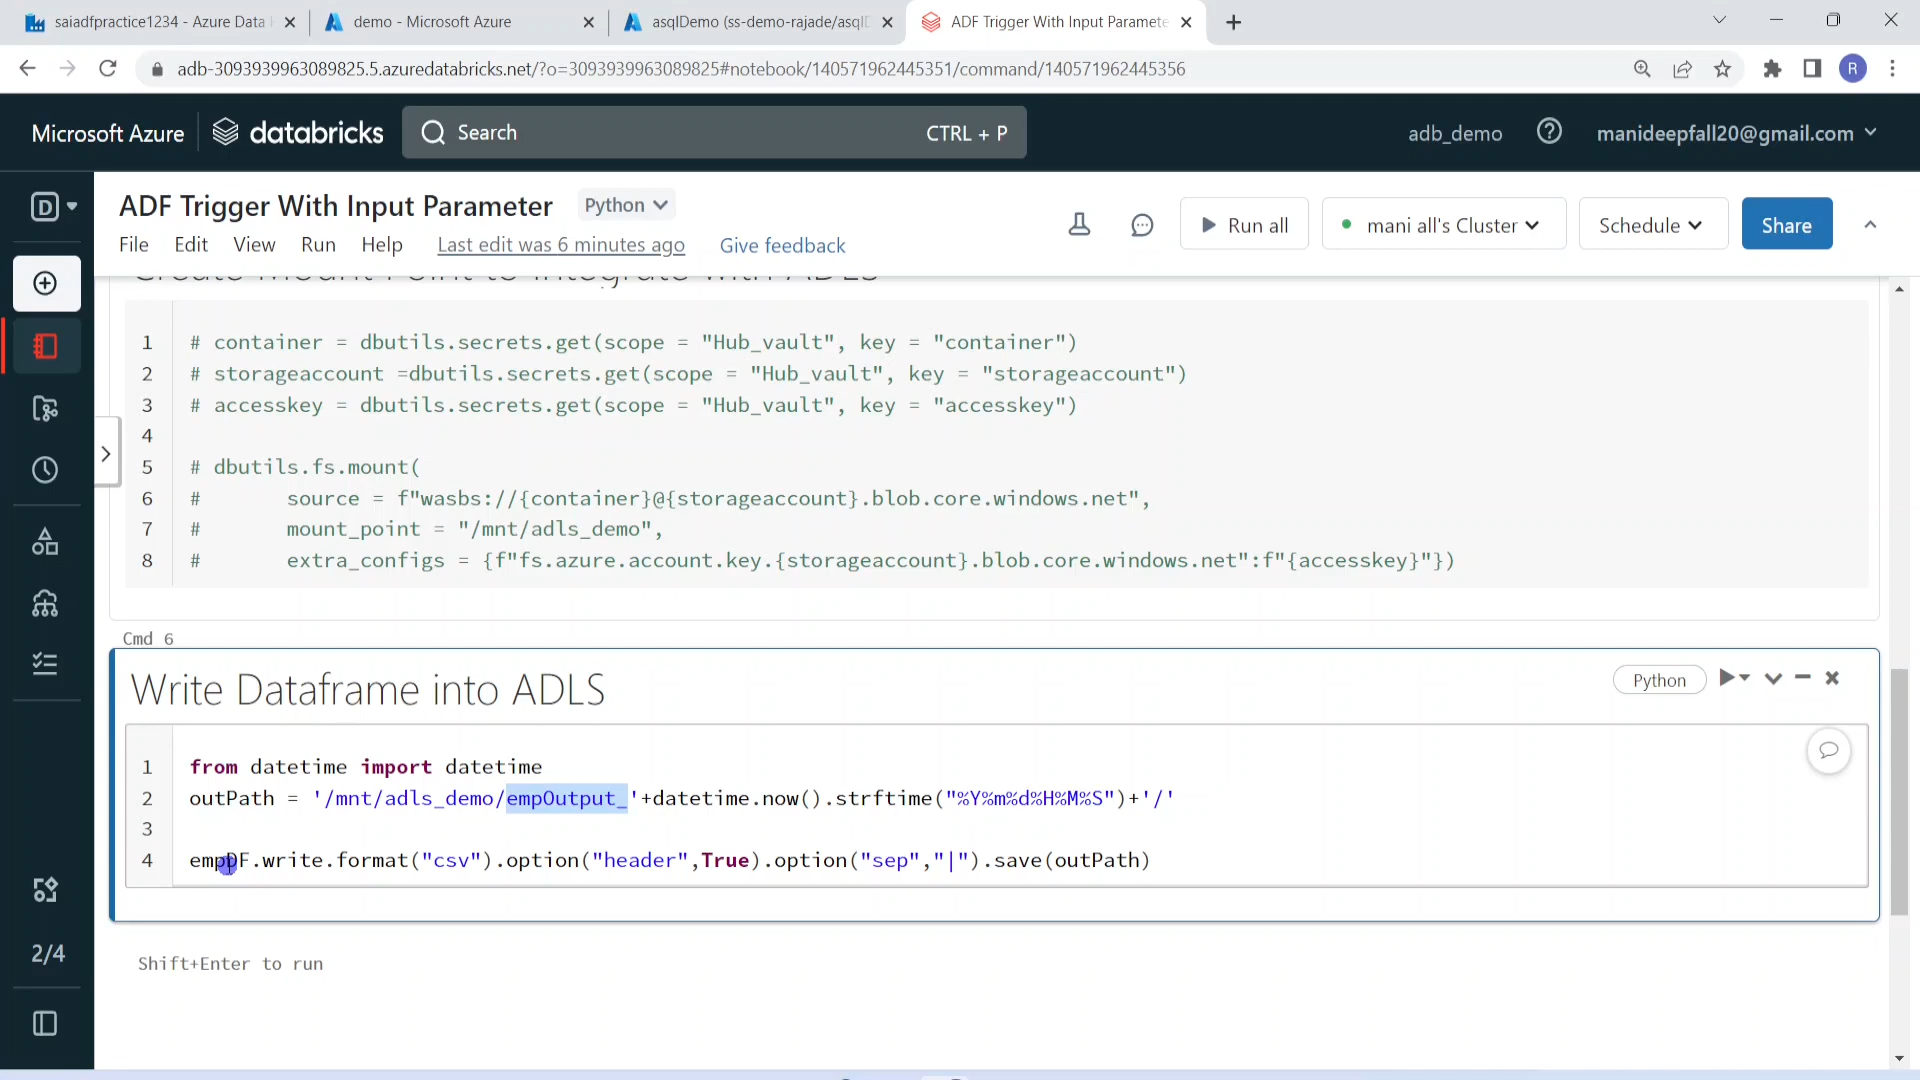 saiadfpractice1234 - Azure Data
demo - Microsoft Azure
asqlDemo (ss-demo-rajade/asql
ADF Trigger With Input Paramete
adb-3093939963089825.5.azuredatabricks.net/?o=3093939963089825#notebook/140571962445351/command/140571962445356
R
Microsoft Azure
databricks
Search
CTRL + P
adb_demo
manideepfall20@gmail.com
D
ADF Trigger With Input Parameter
Python
File Edit View Run Help Last edit was 6 minutes ago Give feedback
Run all
mani all's Cluster
Schedule
Share
Create Mount Point to Integrate with ADLS
1 # container = dbutils.secrets.get(scope = "Hub_vault", key = "container")
2 # storageaccount =dbutils.secrets.get(scope = "Hub_vault", key = "storageaccount")
3 # accesskey = dbutils.secrets.get(scope = "Hub_vault", key = "accesskey")
4
5 # dbutils.fs.mount(
6 # source = f"wasbs://{container}@{storageaccount}.blob.core.windows.net",
7 # mount_point = "/mnt/adls_demo",
8 # extra_configs = {f"fs.azure.account.key.{storageaccount}.blob.core.windows.net":f"{accesskey}"})
Cmd 6
Write Dataframe into ADLS
Python
1 from datetime import datetime
2 outPath = '/mnt/adls_demo/empOutput_'+datetime.now().strftime("%Y%m%d%H%M%S")+'/'
3
4 empDF.write.format("csv").option("header",True).option("sep","|").save(outPath)
2/4
Shift+Enter to run